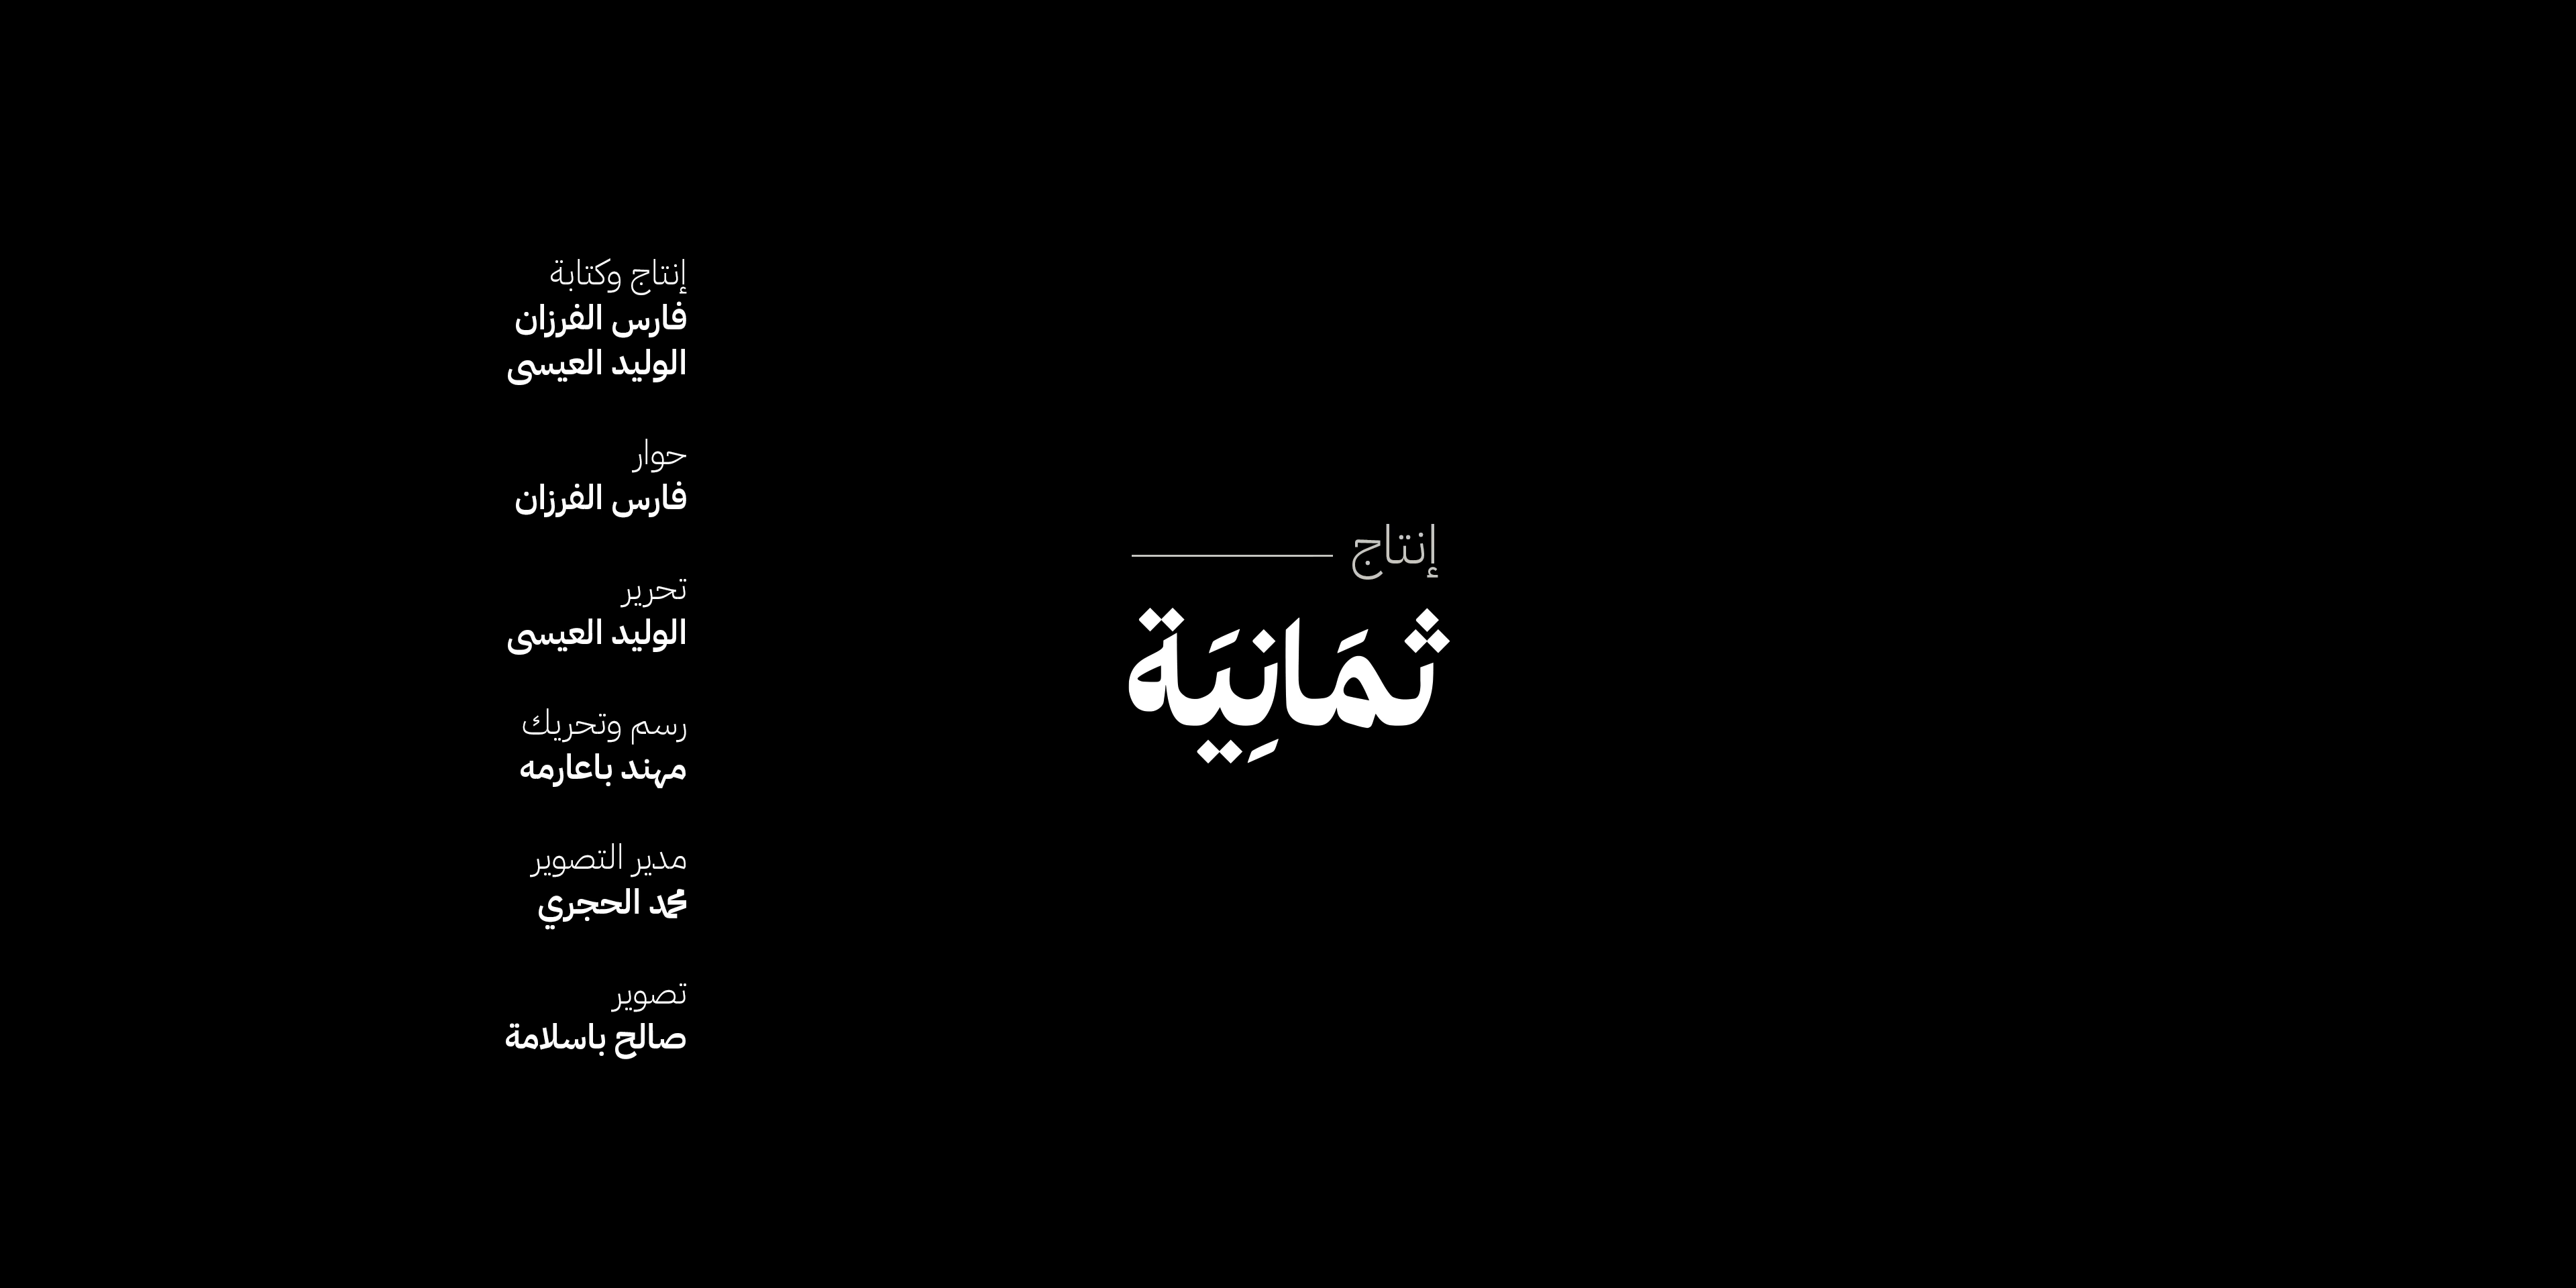 إنتاج
ثمَانِيَة
إنتاج وكتابة
فارس الفرزان
الوليد العيسى
حوار
فارس الفرزان
تحرير
الوليد العيسى
رسم وتحريك
مهند باعارمه
مدير التصوير
محمد الحجري
تصوير
صالح باسلامة